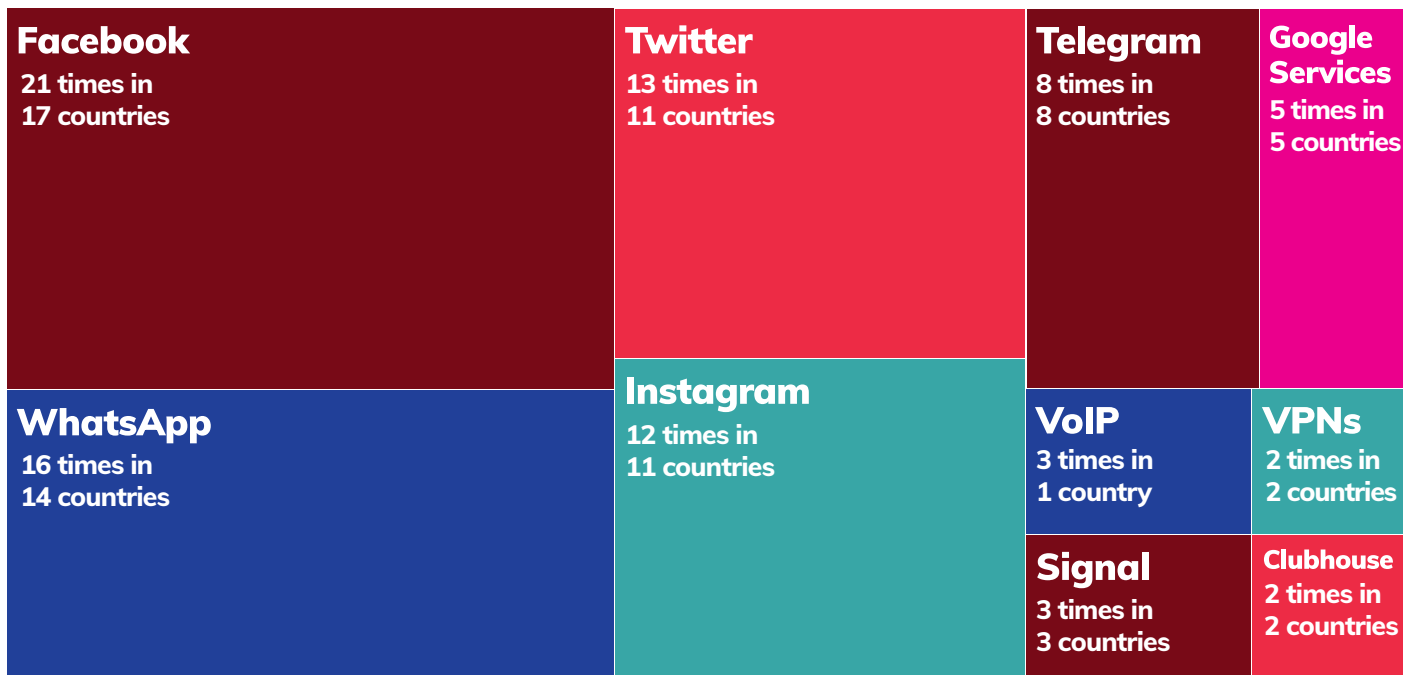 Facebook
21 times in
17 countries
WhatsApp
16 times in
14 countries
Twitter
13 times in
11 countries
Instagram
12 times in
11 countries
Telegram
8 times in
8 countries
Google
Services
5 times in
5 countries
VoIP
3 times in
1 country
VPNs
2 times in
2 countries
Signal
3 times in
3 countries
Clubhouse
2 times in
2 countries